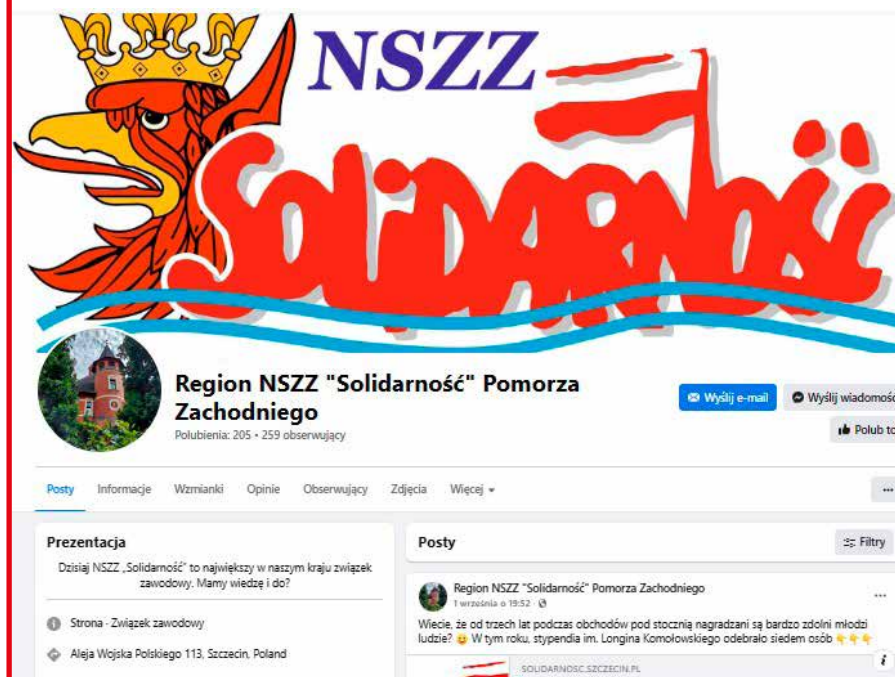 NSZZ
SOLiDARNOŚĆ
Region NSZZ "Solidarność" Pomorza
Zachodniego
Polubienia: 205 • 259 obserwujący
Wyślij e-mail
Wyślij wiadomość
Polub to
Posty
Informacje
Wzmianki
Opinie
Obserwujący
Zdjęcia
Więcej
Prezentacja
Dzisiaj NSZZ „Solidarność” to największy w naszym kraju związek
zawodowy. Mamy wiedzę i do?
Strona · Związek zawodowy
Aleja Wojska Polskiego 113, Szczecin, Poland
Posty
Filtry
Region NSZZ "Solidarność" Pomorza Zachodniego
1 września o 19:52 ·
Wiecie, że od trzech lat podczas obchodów pod stocznią nagradzani są bardzo zdolni młodzi
ludzie? 😀 W tym roku, stypendia im. Longina Komołowskiego odebrało siedem osób 👇👇👇
SOLIDARNOSC.SZCZECIN.PL
i